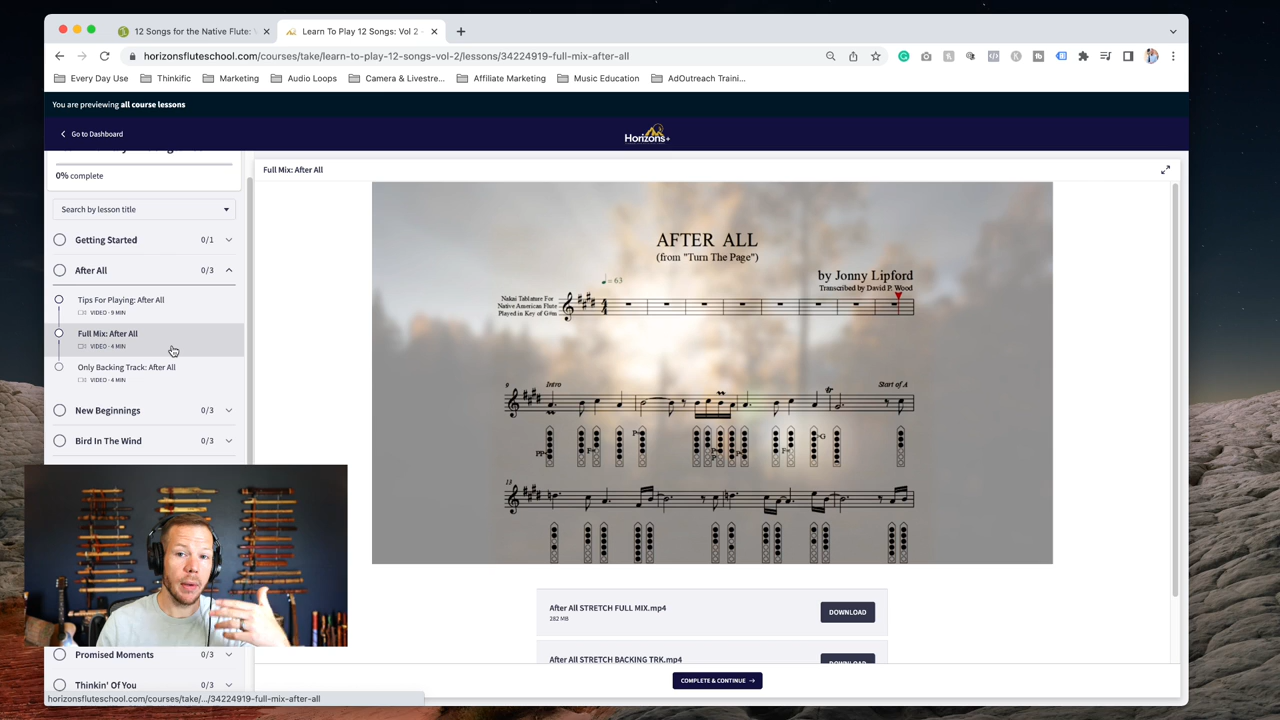 12 Songs for the Native Flute:
Learn To Play 12 Songs: Vol 2 -
horizonsfluteschool.com/courses/take/learn-to-play-12-songs-vol-2/lessons/34224919-full-mix-after-all
Every Day Use
Thinkific
Marketing
Audio Loops
Camera & Livestre...
Affiliate Marketing
Music Education
AdOutreach Traini...
You are previewing all course lessons
Go to Dashboard
Horizons+
0% complete
Search by lesson title
Getting Started 0/1
After All 0/3
Tips For Playing: After All
VIDEO · 9 MIN
Full Mix: After All
VIDEO · 4 MIN
Only Backing Track: After All
VIDEO · 4 MIN
New Beginnings 0/3
Bird In The Wind 0/3
Promised Moments 0/3
Thinkin' Of You 0/3
horizonsfluteschool.com/courses/take/.../34224919-full-mix-after-all
Full Mix: After All
AFTER ALL
(from "Turn The Page")
by Jonny Lipford
Transcribed by David P. Wood
= 63
Nakai Tablature For
Native American Flute
Played in Key of G#m
9 Intro Start of A
13
After All STRETCH FULL MIX.mp4
282 MB
DOWNLOAD
After All STRETCH BACKING TRK.mp4
DOWNLOAD
COMPLETE & CONTINUE →